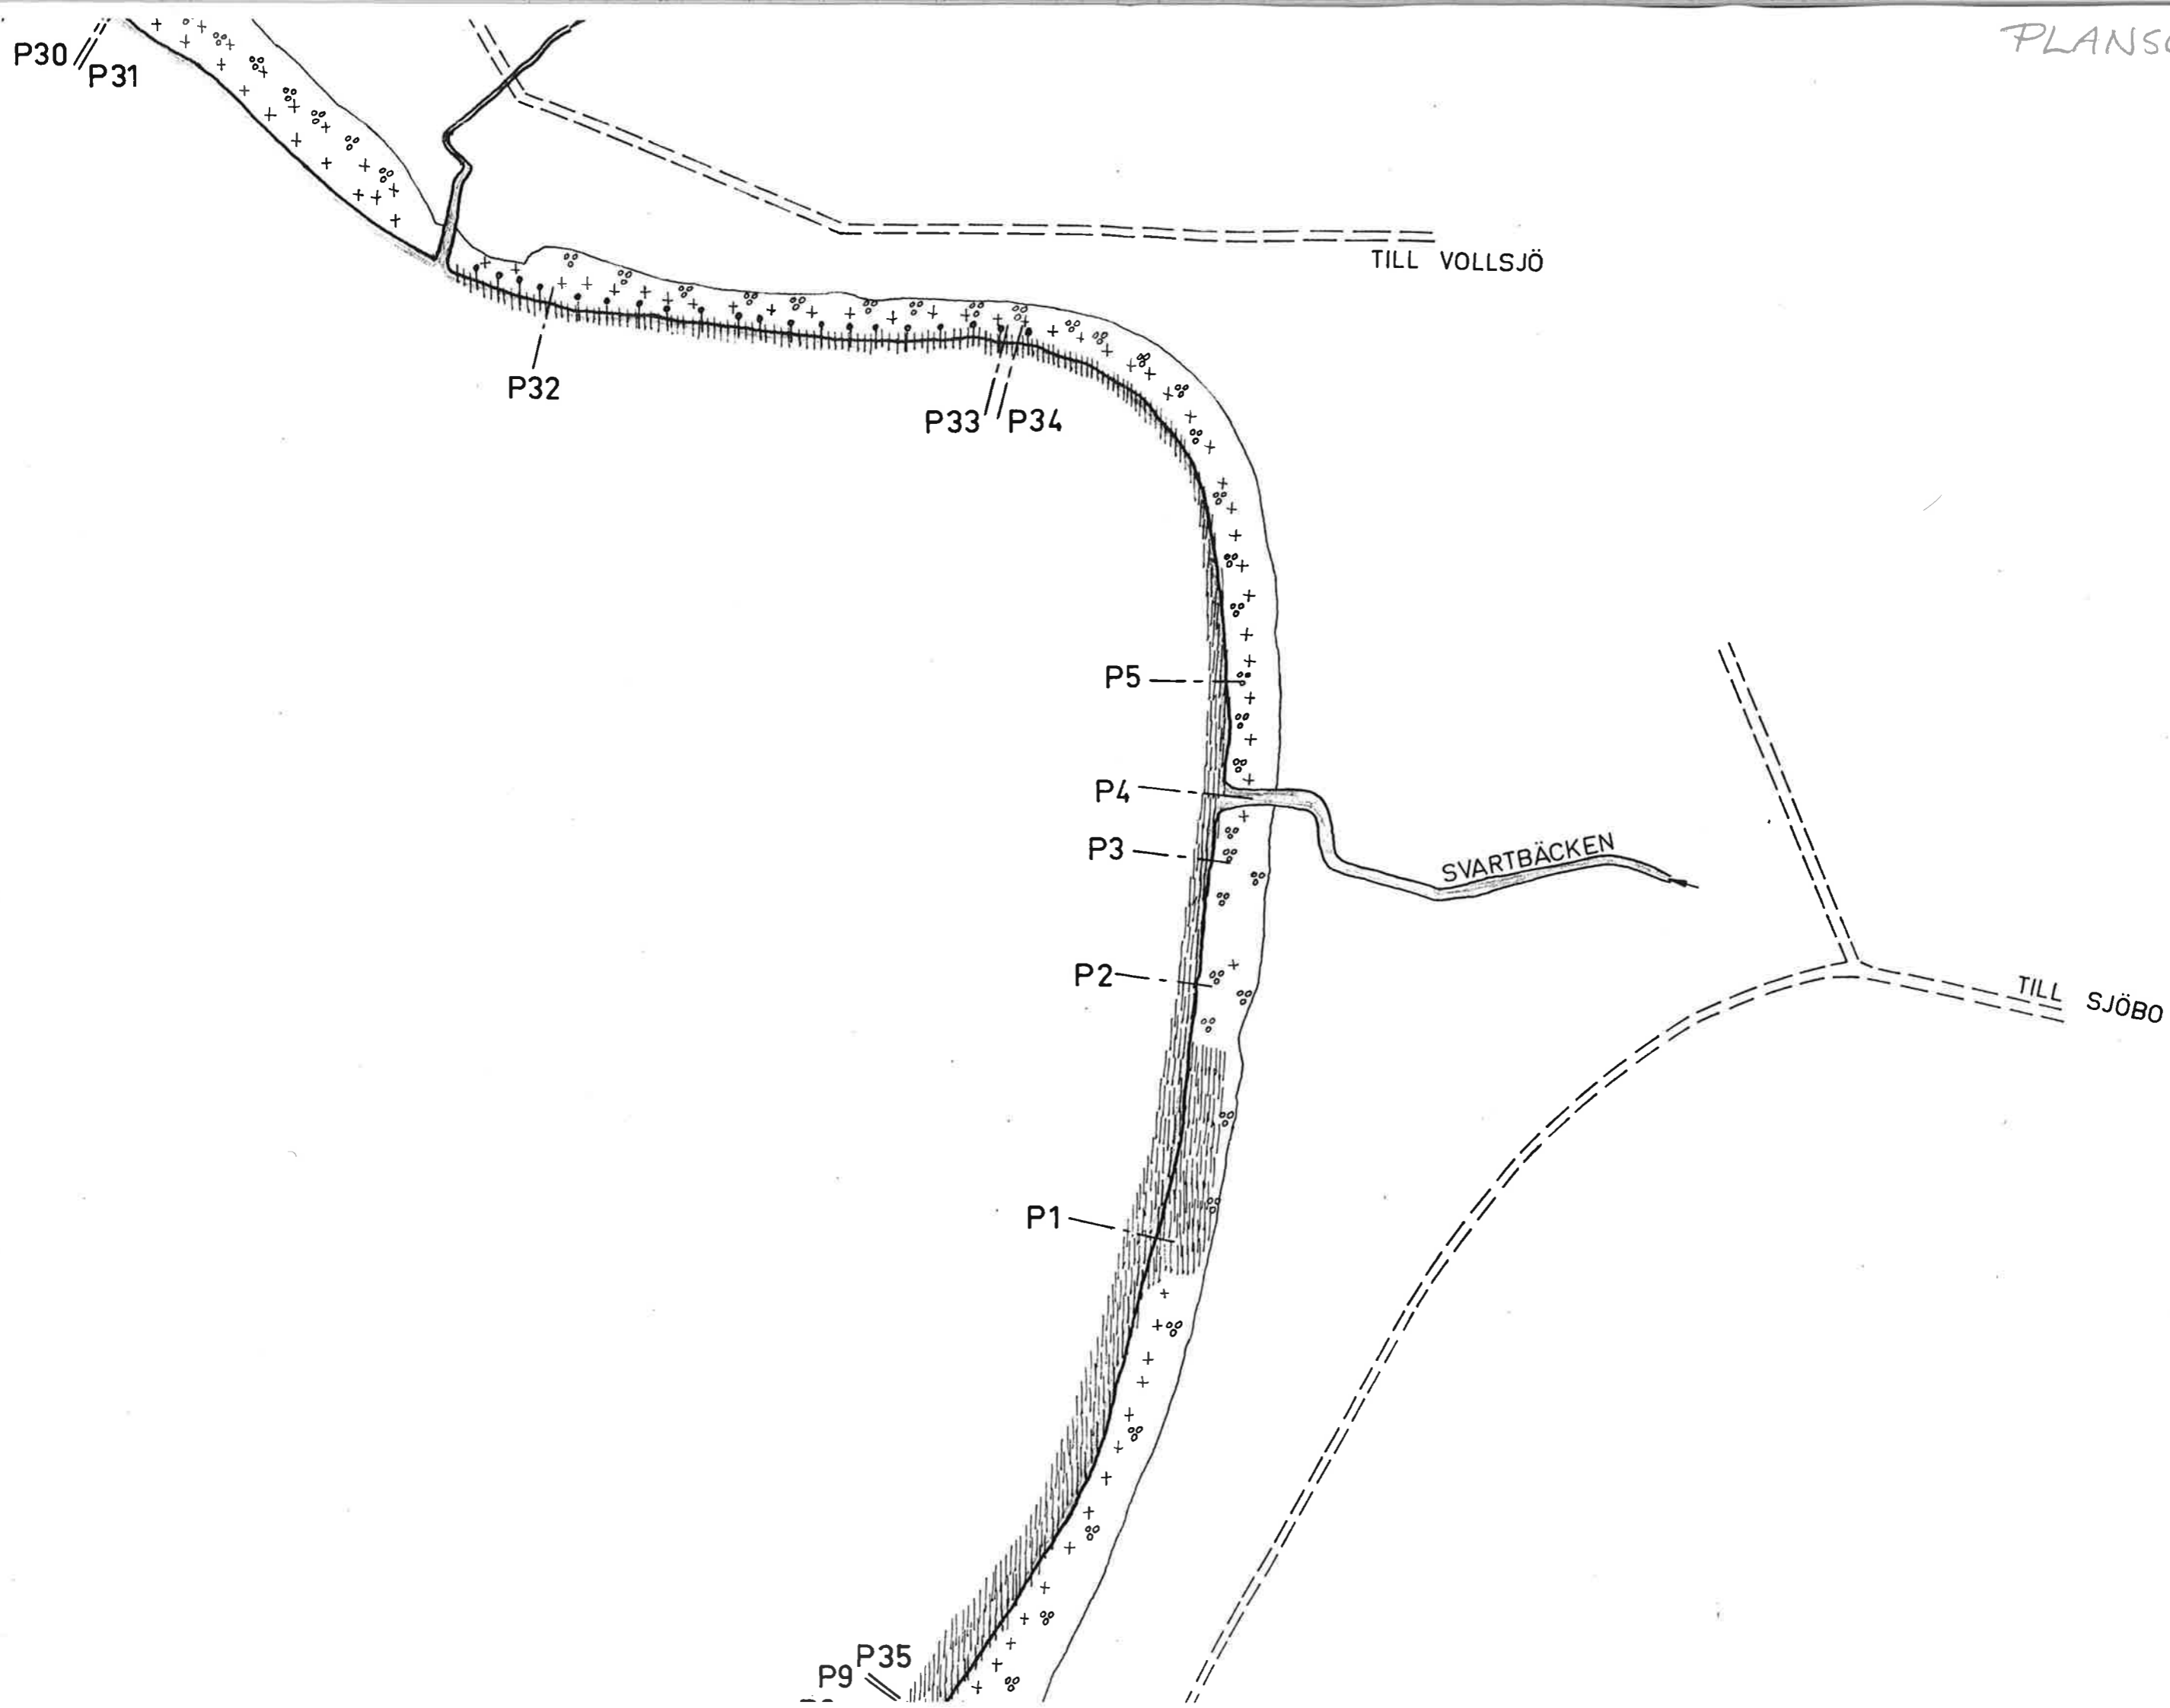 P30
P31
TILL VOLLSJÖ
P32
P33
P34
P5
P4
P3
SVARTBÄCKEN
P2
TILL SJÖBO
P1
P35
P9